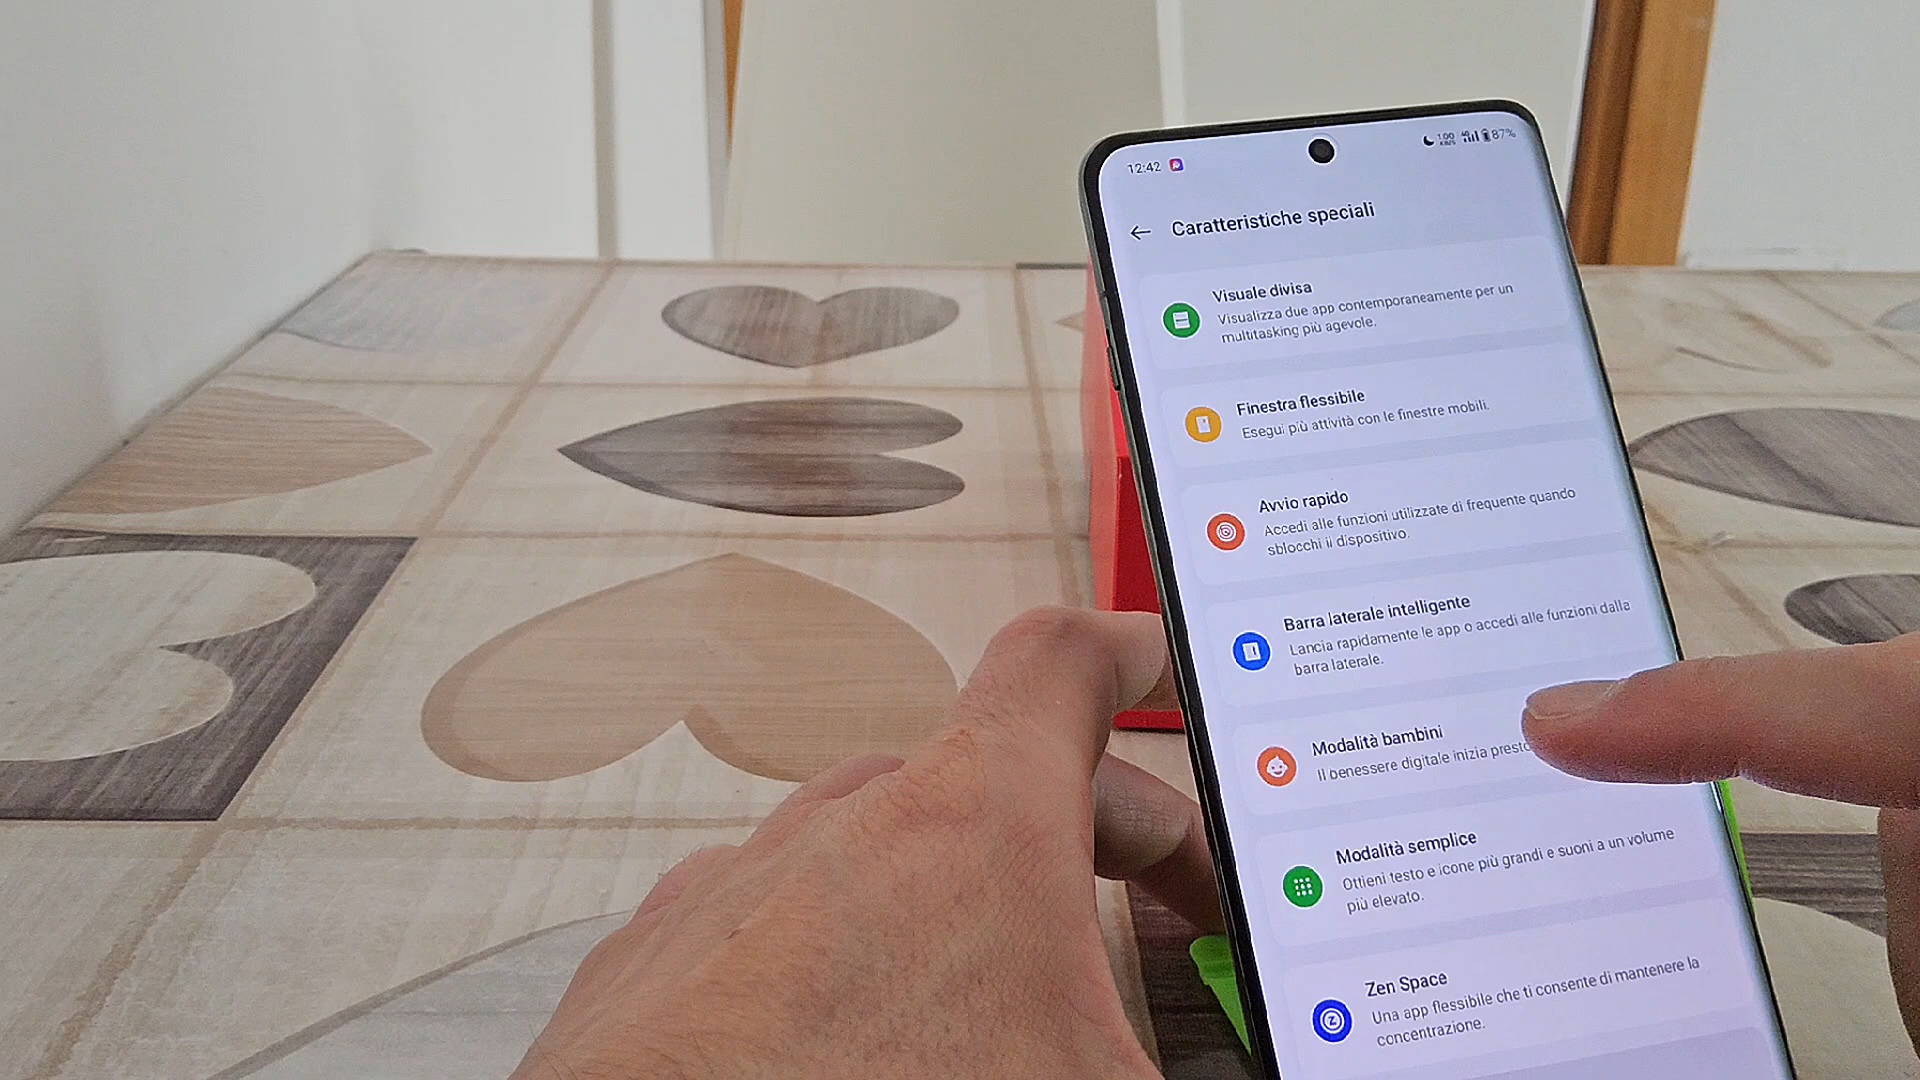 12:42
1.00 KB/S 4G 87%
Caratteristiche speciali
Visuale divisa
Visualizza due app contemporaneamente per un
multitasking più agevole.
Finestra flessibile
Esegui più attività con le finestre mobili.
Avvio rapido
Accedi alle funzioni utilizzate di frequente quando
sblocchi il dispositivo.
Barra laterale intelligente
Lancia rapidamente le app o accedi alle funzioni dalla
barra laterale.
Modalità bambini
Il benessere digitale inizia presto
Modalità semplice
Ottieni testo e icone più grandi e suoni a un volume
più elevato.
Zen Space
Una app flessibile che ti consente di mantenere la
concentrazione.